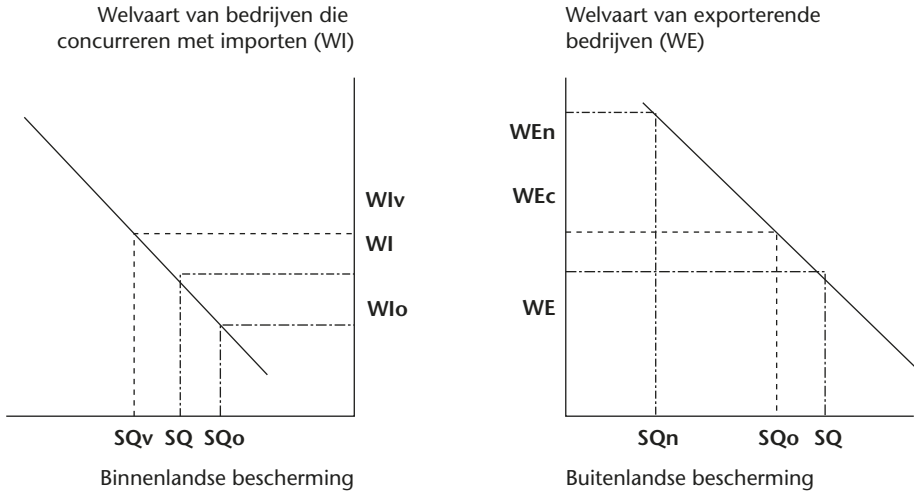 Welvaart van bedrijven die
concurreren met importen (WI)
WIv
WI
WIo
SQv SQ SQo
Binnenlandse bescherming
Welvaart van exporterende
bedrijven (WE)
WEn
WEc
WE
SQn SQo SQ
Buitenlandse bescherming